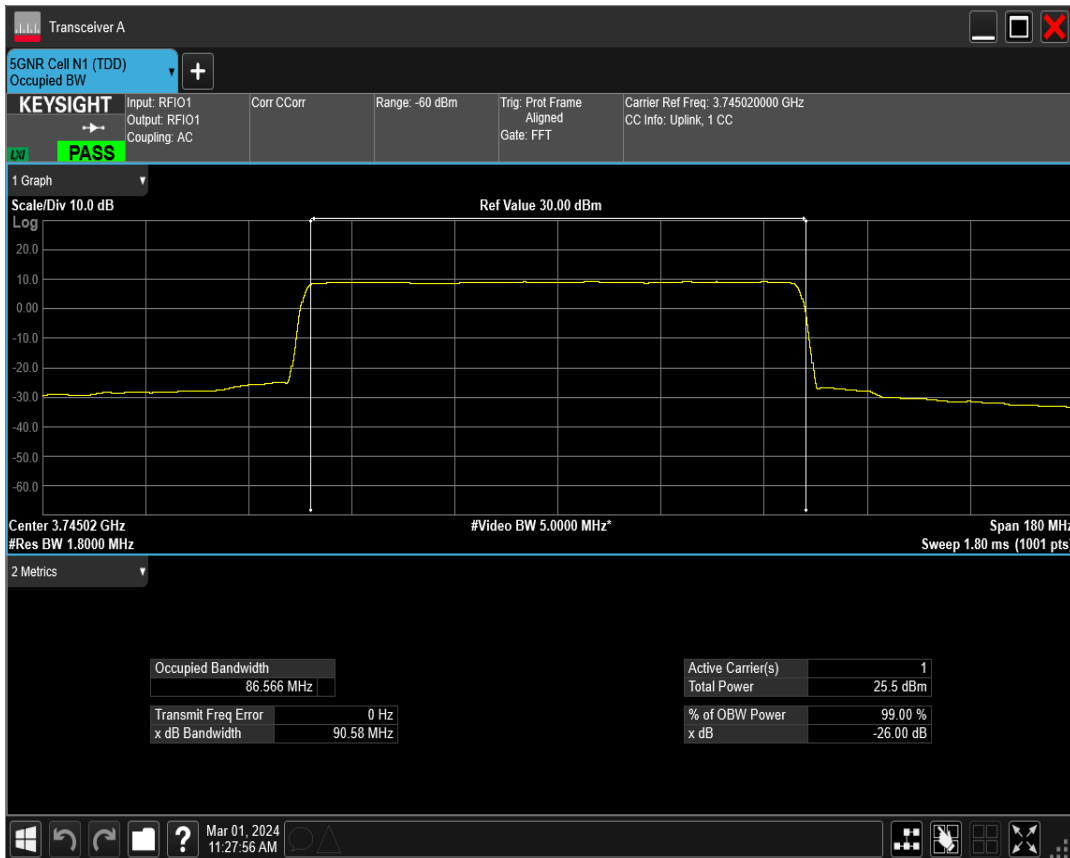 Transceiver A
5GNR Cell N1 (TDD)
Occupied BW
+
KEYSIGHT
LXI
PASS
Input: RFIO1
Output: RFIO1
Coupling: AC
Corr CCorr
Range: -60 dBm
Trig: Prot Frame
Aligned
Gate: FFT
Carrier Ref Freq: 3.745020000 GHz
CC Info: Uplink, 1 CC
1 Graph
Scale/Div 10.0 dB
Ref Value 30.00 dBm
Log
20.0
10.0
0.00
-10.0
-20.0
-30.0
-40.0
-50.0
-60.0
Center 3.74502 GHz
#Video BW 5.0000 MHz*
Span 180 MHz
#Res BW 1.8000 MHz
Sweep 1.80 ms (1001 pts)
2 Metrics
Occupied Bandwidth
86.566 MHz
Transmit Freq Error 0 Hz
x dB Bandwidth 90.58 MHz
Active Carrier(s) 1
Total Power 25.5 dBm
% of OBW Power 99.00 %
x dB -26.00 dB
?
Mar 01, 2024
11:27:56 AM